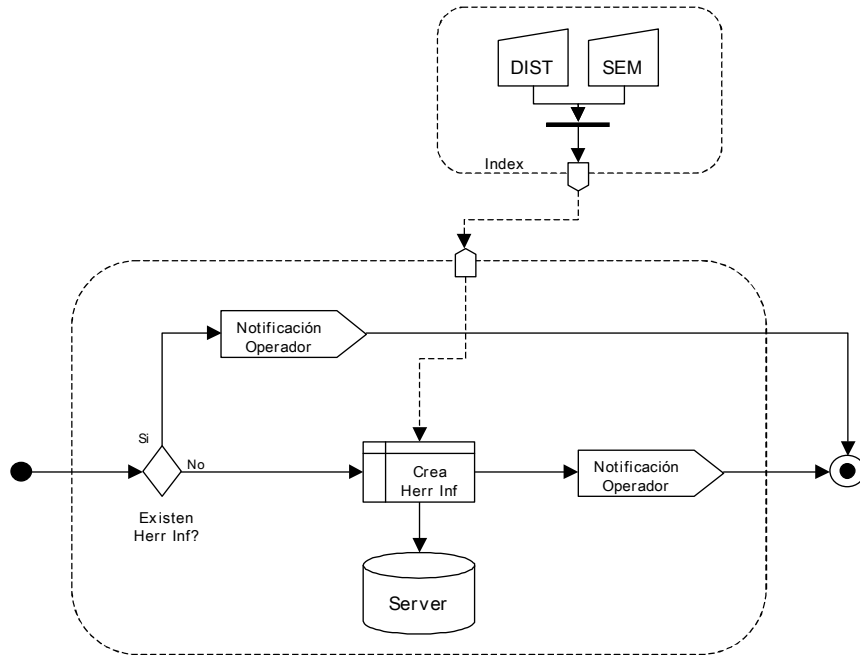 DIST
SEM
Index
Notificación
Operador
Si
No
Crea
Herr Inf
Notificación
Operador
Existen
Herr Inf?
Server